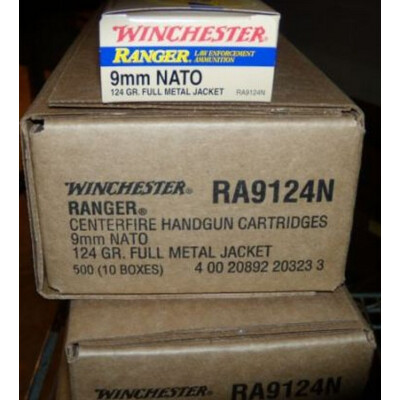 WINCHESTER®
RANGER® LAW ENFORCEMENT AMMUNITION
9mm NATO
124 GR. FULL METAL JACKET RA9124N
WINCHESTER® RA9124N
RANGER®
CENTERFIRE HANDGUN CARTRIDGES
9mm NATO
124 GR. FULL METAL JACKET
500 (10 BOXES) 4 00 20892 20323 3
WINCHESTER® RA9124N